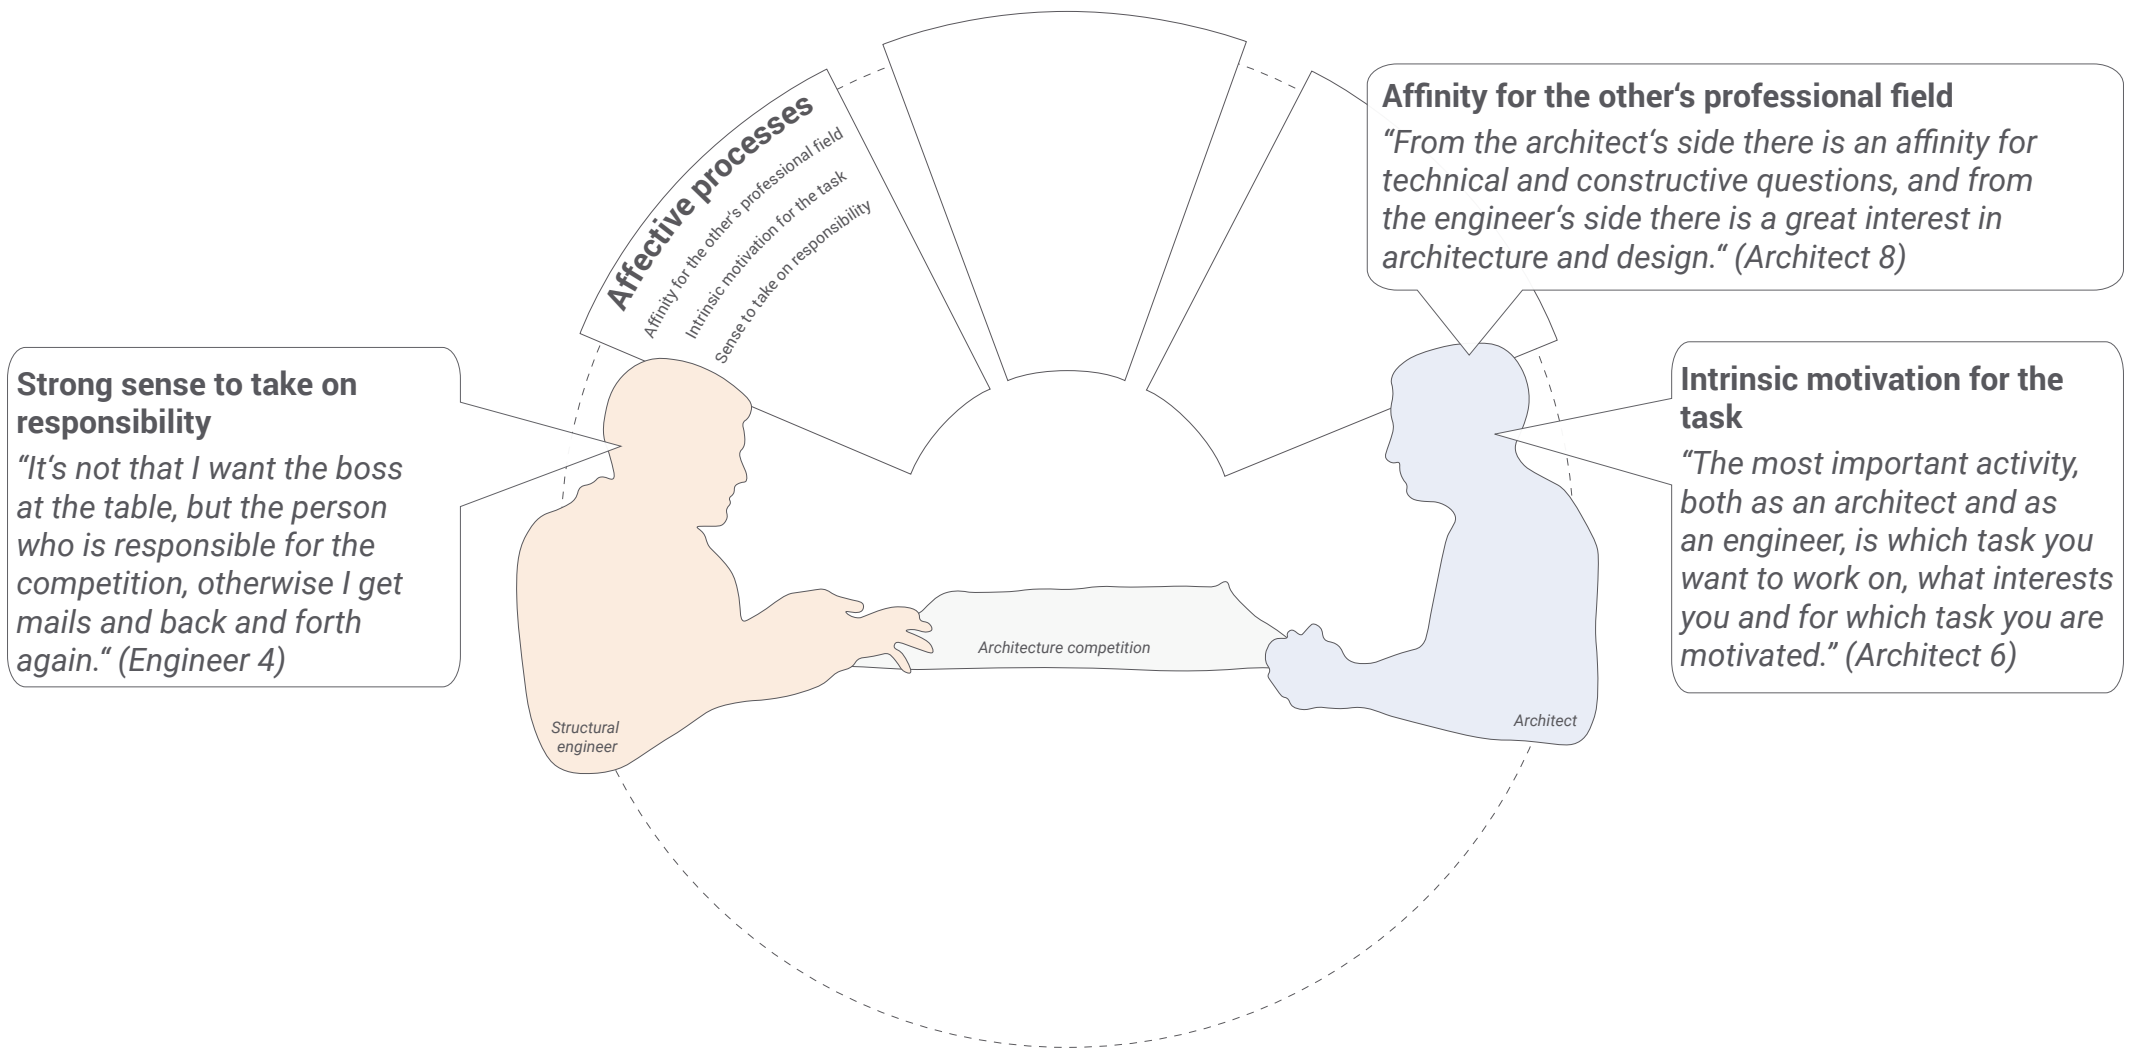 Affective processes
Affinity for the other's professional field
Intrinsic motivation for the task
Sense to take on responsibility
Affinity for the other‘s professional field
“From the architect‘s side there is an affinity for
technical and constructive questions, and from
the engineer‘s side there is a great interest in
architecture and design.“ (Architect 8)
Strong sense to take on
responsibility
“It‘s not that I want the boss
at the table, but the person
who is responsible for the
competition, otherwise I get
mails and back and forth
again.“ (Engineer 4)
Intrinsic motivation for the
task
“The most important activity,
both as an architect and as
an engineer, is which task you
want to work on, what interests
you and for which task you are
motivated.” (Architect 6)
Architecture competition
Structural
engineer
Architect